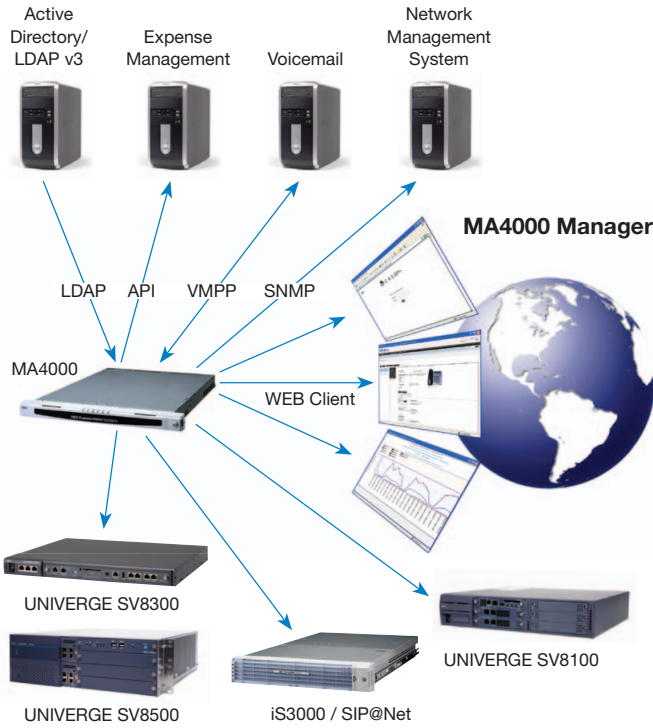 Active
Directory/
LDAP v3
Expense
Management
Voicemail
Network
Management
System
MA4000 Manager
LDAP
API
VMPP
SNMP
MA4000
WEB Client
UNIVERGE SV8300
UNIVERGE SV8100
UNIVERGE SV8500
iS3000 / SIP@Net